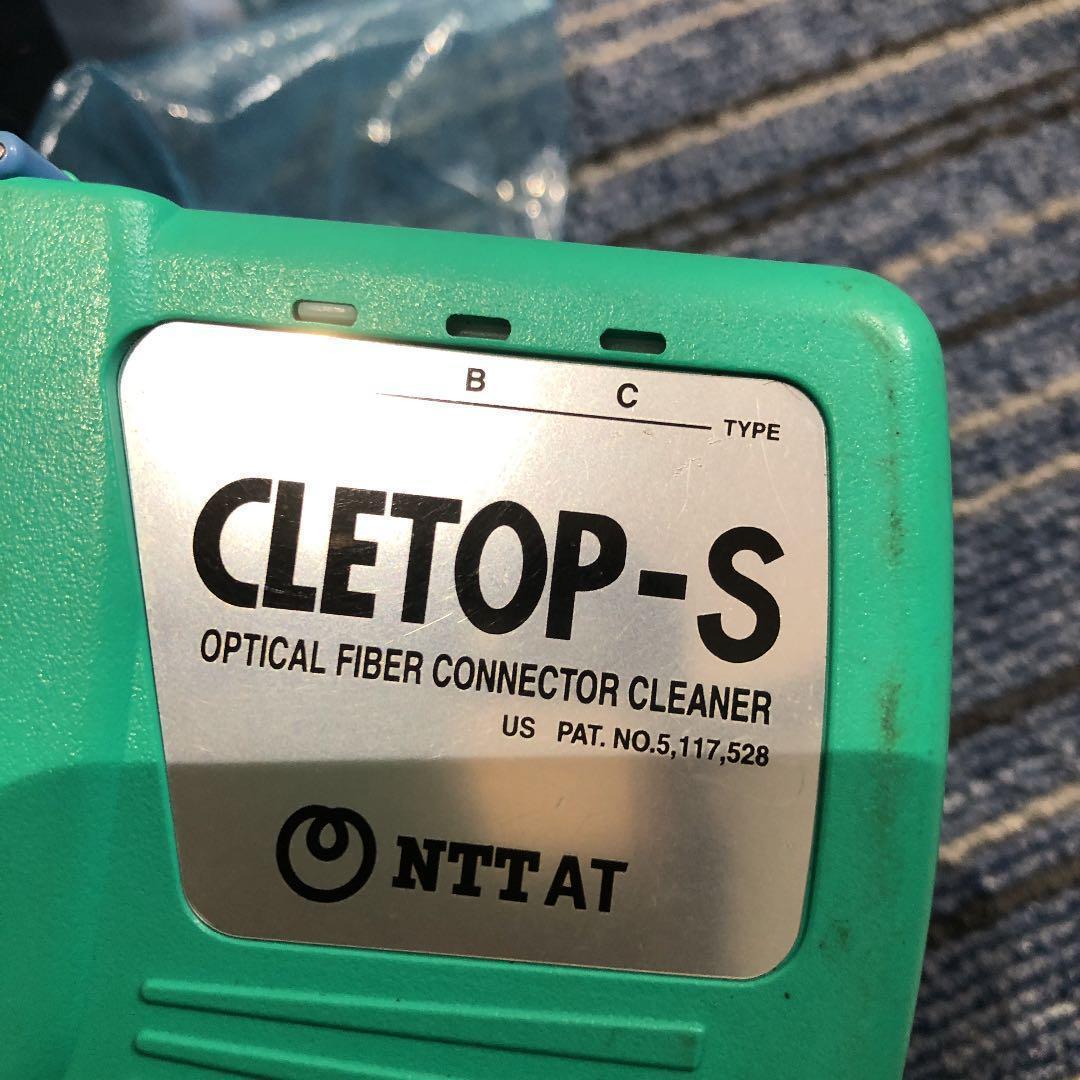 B C
TYPE
CLETOP-S
OPTICAL FIBER CONNECTOR CLEANER
US PAT. NO.5,117,528
NTT AT